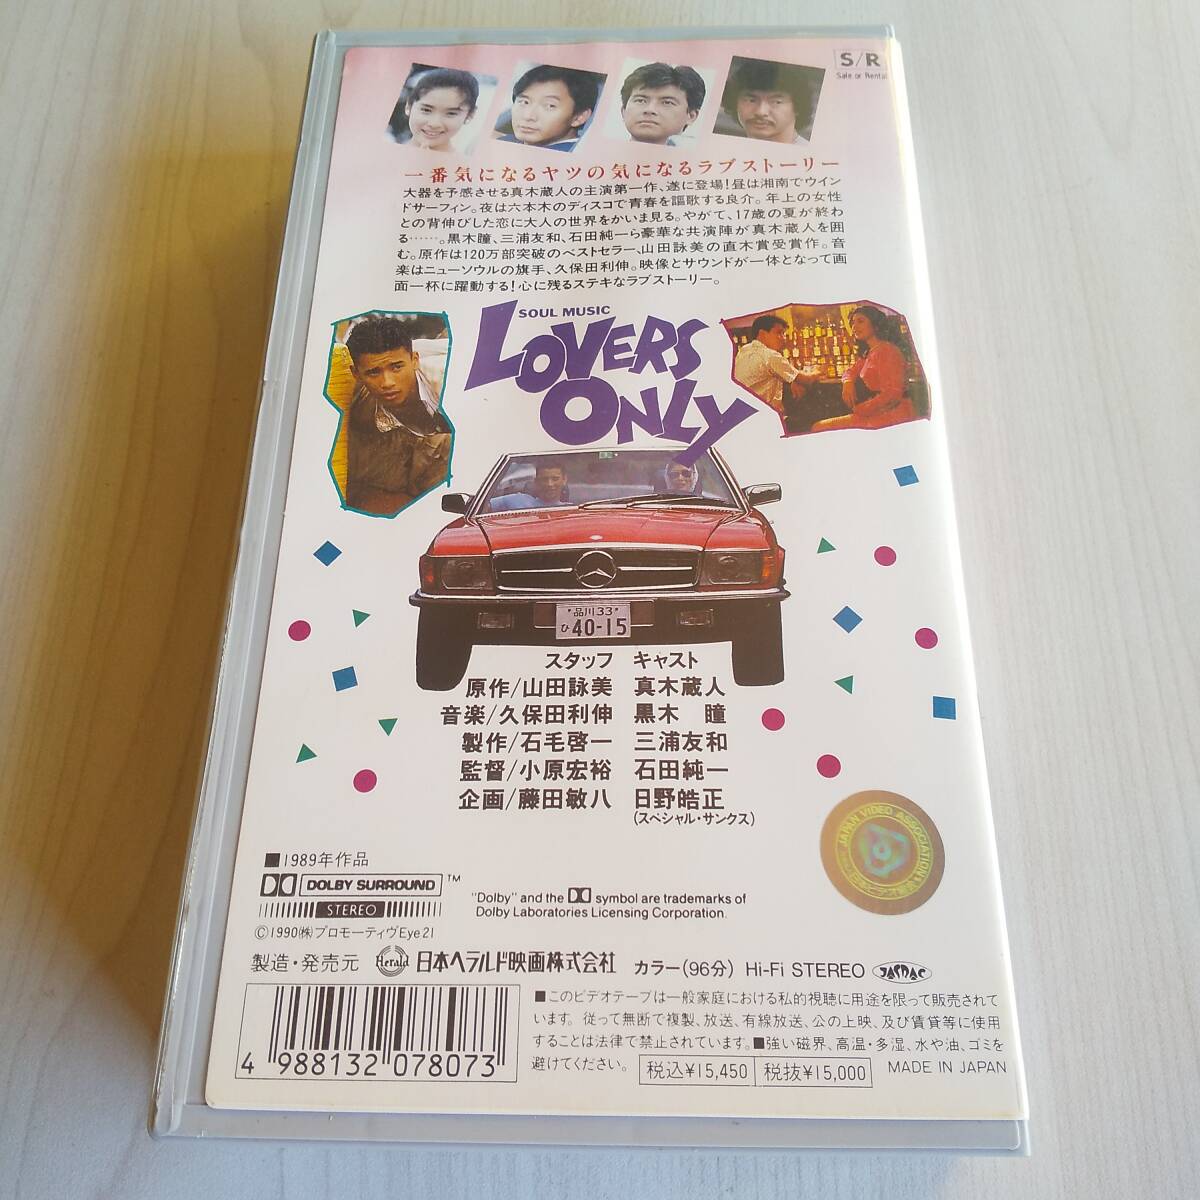 S/R
Sale or Rental
一番気になるヤツの気になるラブストーリー
大器を予感させる真木蔵人の主演第一作、遂に登場!昼は湘南でウイン
ドサーフィン。夜は六本木のディスコで青春を謳歌する良介。年上の女性
との背伸びした恋に大人の世界をかいま見る。やがて、17歳の夏が終わ
る……。黒木瞳、三浦友和、石田純一ら豪華な共演陣が真木蔵人を囲
む。原作は120万部突破のベストセラー、山田詠美の直木賞受賞作。音
楽はニューソウルの旗手、久保田利伸。映像とサウンドが一体となって画
面一杯に躍動する!心に残るステキなラブストーリー。
SOUL MUSIC
LOVERS
ONLY
品川33
ひ 40-15
スタッフ キャスト
原作/山田詠美 真木蔵人
音楽/久保田利伸 黒木 瞳
製作/石毛啓一 三浦友和
監督/小原宏裕 石田純一
企画/藤田敏八 日野皓正
(スペシャル・サンクス)
JAPAN VIDEO ASSOCIATION
■1989年作品
DOLBY SURROUND™
STEREO
"Dolby" and the symbol are trademarks of
Dolby Laboratories Licensing Corporation.
©1990㈱プロモーティヴEye21
製造・発売元 Herald 日本ヘラルド映画株式会社 カラー(96分) Hi-Fi STEREO JASRAC
■このビデオテープは一般家庭における私的視聴に用途を限って販売されて
います。従って無断で複製、放送、有線放送、公の上映、及び賃貸等に使用
することは法律で禁止されています。■強い磁界、高温・多湿、水や油、ゴミを
避けてください。 税込¥15,450 税抜¥15,000 MADE IN JAPAN
4 988132 078073